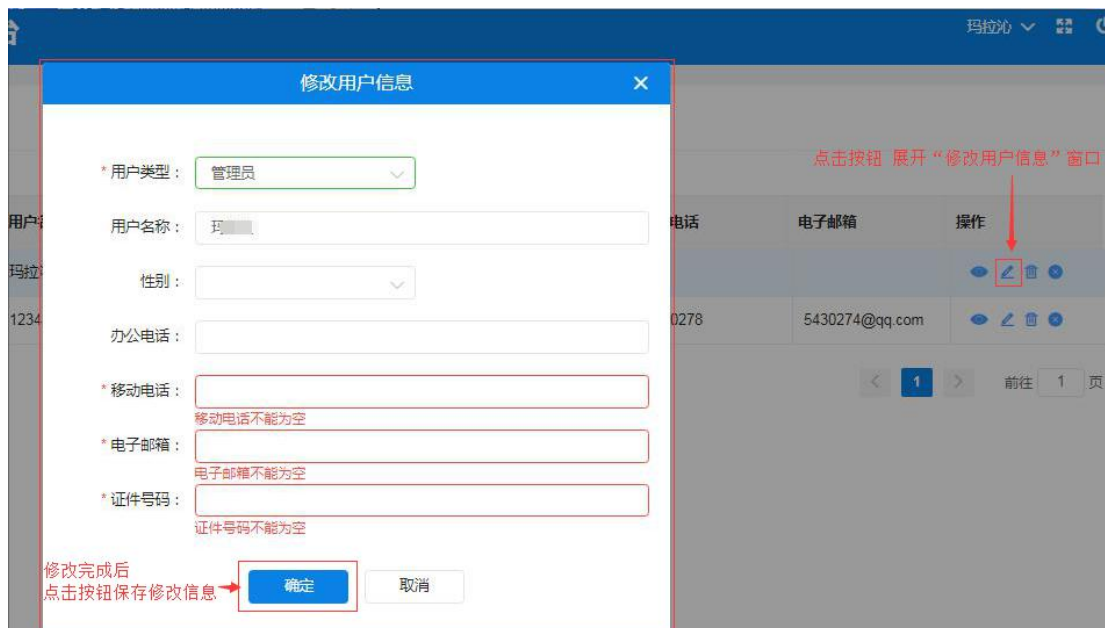 台
玛拉沁
修改用户信息
点击按钮 展开“修改用户信息”窗口
* 用户类型： 管理员
用户名称： 玛
性别：
办公电话：
* 移动电话：
移动电话不能为空
* 电子邮箱：
电子邮箱不能为空
* 证件号码：
证件号码不能为空
修改完成后
点击按钮保存修改信息
确定 取消
用户 电话 电子邮箱 操作
玛拉
1234 0278 5430274@qq.com
1 前往 1 页